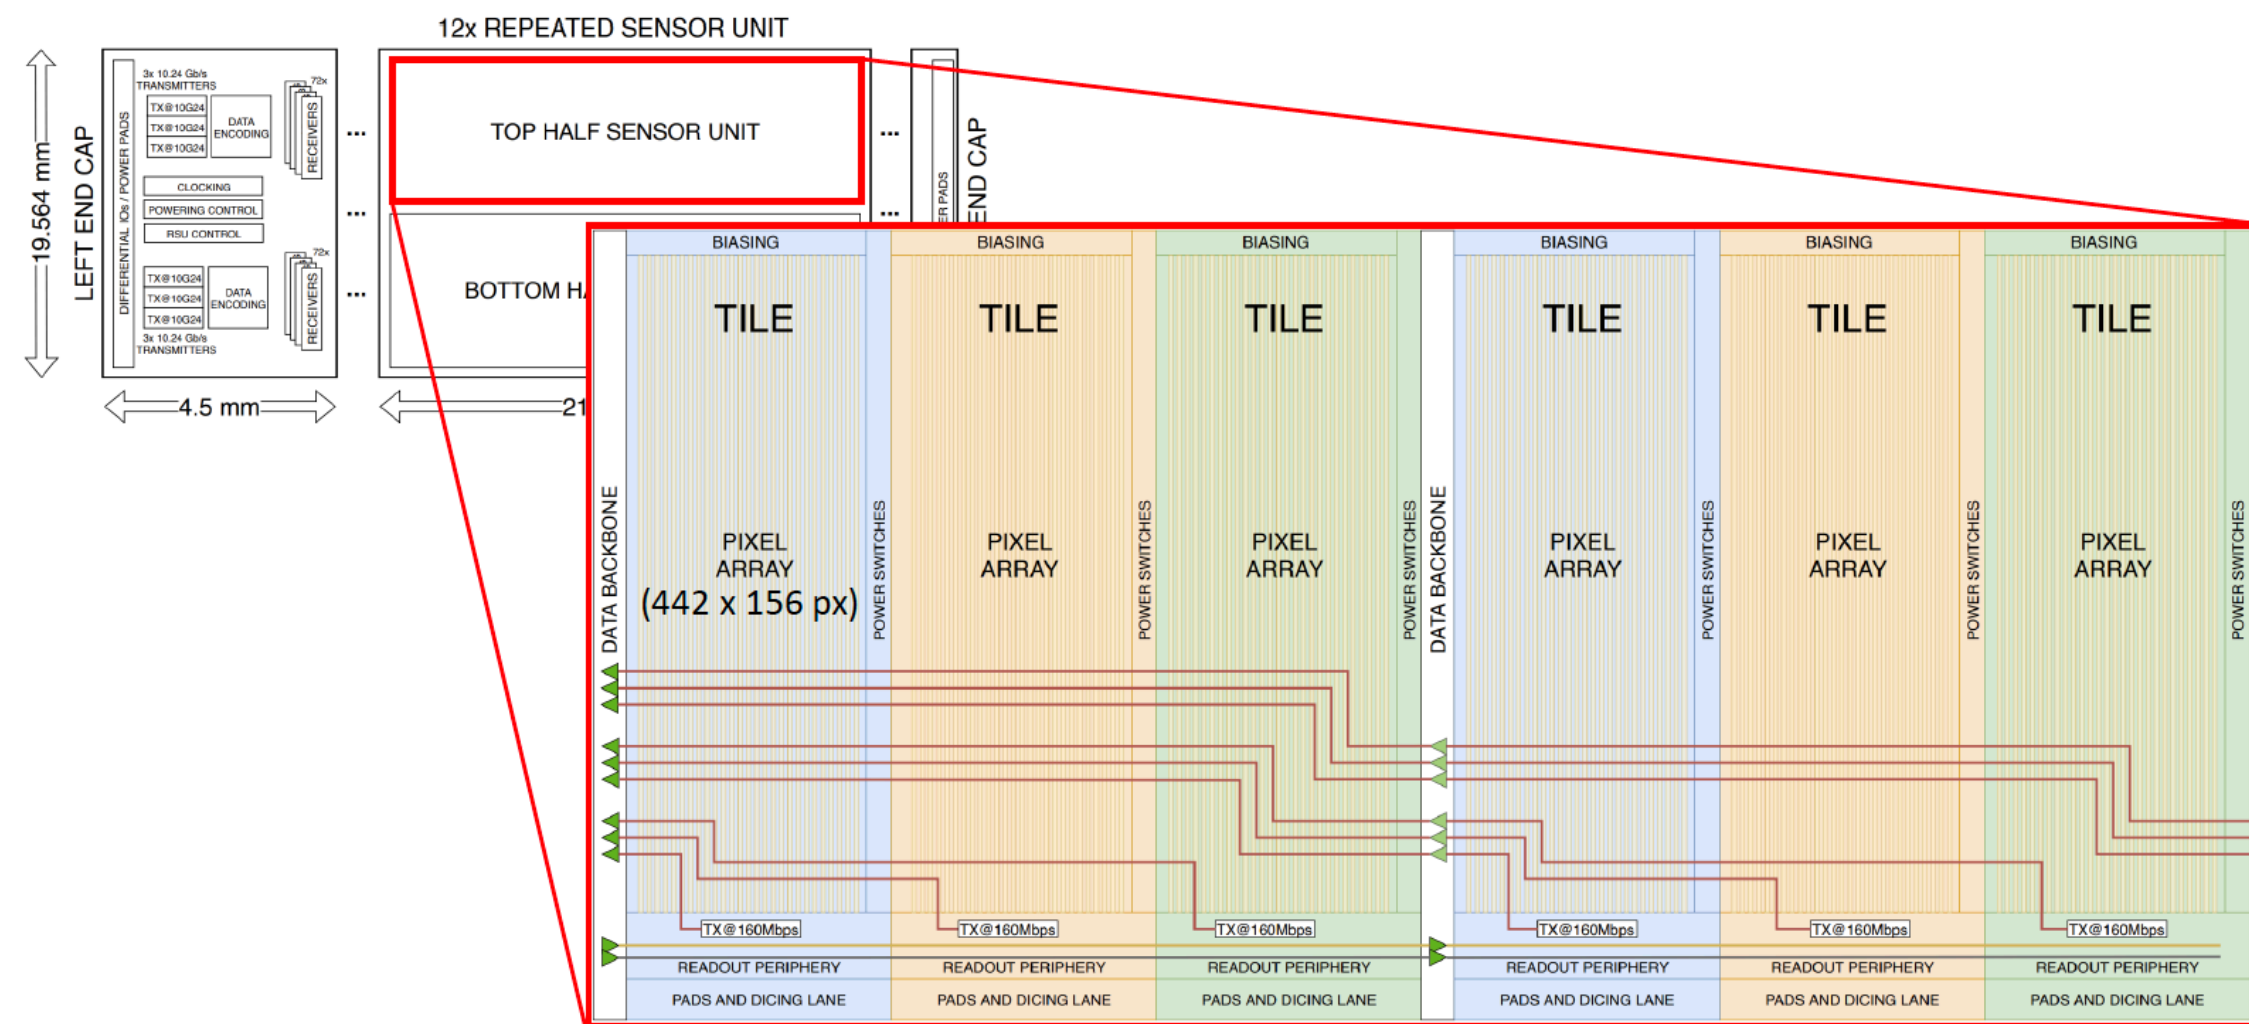 12x REPEATED SENSOR UNIT
19.564 mm
LEFT END CAP
DIFFERENTIAL IOs / POWER PADS
3x 10.24 Gb/s
TRANSMITTERS
TX@10G24
TX@10G24
TX@10G24
DATA
ENCODING
72x
RECEIVERS
CLOCKING
POWERING CONTROL
RSU CONTROL
TX@10G24
TX@10G24
TX@10G24
3x 10.24 Gb/s
TRANSMITTERS
DATA
ENCODING
72x
RECEIVERS
4.5 mm
...
...
...
TOP HALF SENSOR UNIT
BOTTOM HA
21
...
...
ER PADS
END CAP
DATA BACKBONE
BIASING
TILE
PIXEL
ARRAY
(442 x 156 px)
POWER SWITCHES
TX@160Mbps
READOUT PERIPHERY
PADS AND DICING LANE
BIASING
TILE
PIXEL
ARRAY
POWER SWITCHES
TX@160Mbps
READOUT PERIPHERY
PADS AND DICING LANE
BIASING
TILE
PIXEL
ARRAY
POWER SWITCHES
TX@160Mbps
READOUT PERIPHERY
PADS AND DICING LANE
DATA BACKBONE
BIASING
TILE
PIXEL
ARRAY
POWER SWITCHES
TX@160Mbps
READOUT PERIPHERY
PADS AND DICING LANE
BIASING
TILE
PIXEL
ARRAY
POWER SWITCHES
TX@160Mbps
READOUT PERIPHERY
PADS AND DICING LANE
BIASING
TILE
PIXEL
ARRAY
POWER SWITCHES
TX@160Mbps
READOUT PERIPHERY
PADS AND DICING LANE